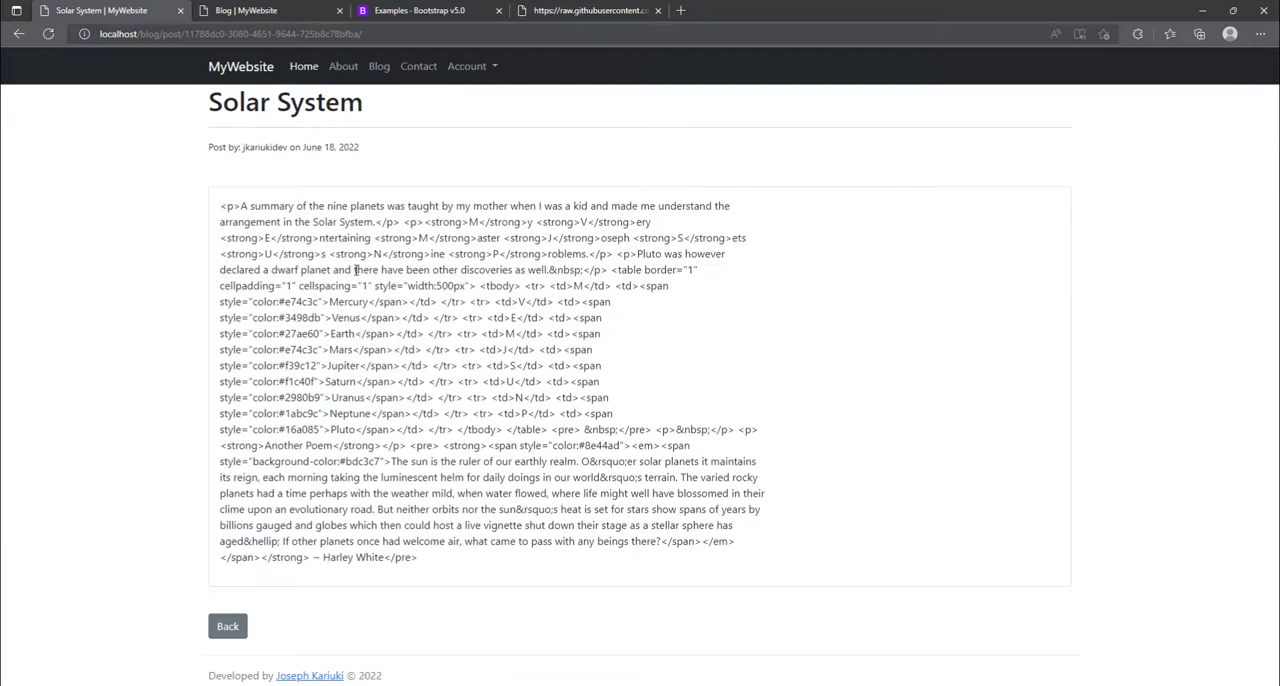 Solar System | MyWebsite
Blog | MyWebsite
B Examples - Bootstrap v5.0
https://raw.githubusercontent.co
localhost/blog/post/11788dc0-3080-4651-9644-725b8c78bfba/
MyWebsite Home About Blog Contact Account
Solar System
Post by: jkariukidev on June 18, 2022
<p>A summary of the nine planets was taught by my mother when I was a kid and made me understand the
arrangement in the Solar System.</p> <p><strong>M</strong>y <strong>V</strong>ery
<strong>E</strong>ntertaining <strong>M</strong>aster <strong>J</strong>oseph <strong>S</strong>ets
<strong>U</strong>s <strong>N</strong>ine <strong>P</strong>roblems.</p> <p>Pluto was however
declared a dwarf planet and there have been other discoveries as well.&nbsp;</p> <table border="1"
cellpadding="1" cellspacing="1" style="width:500px"> <tbody> <tr> <td>M</td> <td><span
style="color:#e74c3c">Mercury</span></td> </tr> <tr> <td>V</td> <td><span
style="color:#3498db">Venus</span></td> </tr> <tr> <td>E</td> <td><span
style="color:#27ae60">Earth</span></td> </tr> <tr> <td>M</td> <td><span
style="color:#e74c3c">Mars</span></td> </tr> <tr> <td>J</td> <td><span
style="color:#f39c12">Jupiter</span></td> </tr> <tr> <td>S</td> <td><span
style="color:#f1c40f">Saturn</span></td> </tr> <tr> <td>U</td> <td><span
style="color:#2980b9">Uranus</span></td> </tr> <tr> <td>N</td> <td><span
style="color:#1abc9c">Neptune</span></td> </tr> <tr> <td>P</td> <td><span
style="color:#16a085">Pluto</span></td> </tr> </tbody> </table> <pre> &nbsp;</pre> <p>&nbsp;</p> <p>
<strong>Another Poem</strong></p> <pre> <strong><span style="color:#8e44ad"><em><span
style="background-color:#bdc3c7">The sun is the ruler of our earthly realm. O&rsquo;er solar planets it maintains
its reign, each morning taking the luminescent helm for daily doings in our world&rsquo;s terrain. The varied rocky
planets had a time perhaps with the weather mild, when water flowed, where life might well have blossomed in their
clime upon an evolutionary road. But neither orbits nor the sun&rsquo;s heat is set for stars show spans of years by
billions gauged and globes which then could host a live vignette shut down their stage as a stellar sphere has
aged&hellip; If other planets once had welcome air, what came to pass with any beings there?</span></em>
</span></strong> ~ Harley White</pre>
Back
Developed by Joseph Kariuki © 2022